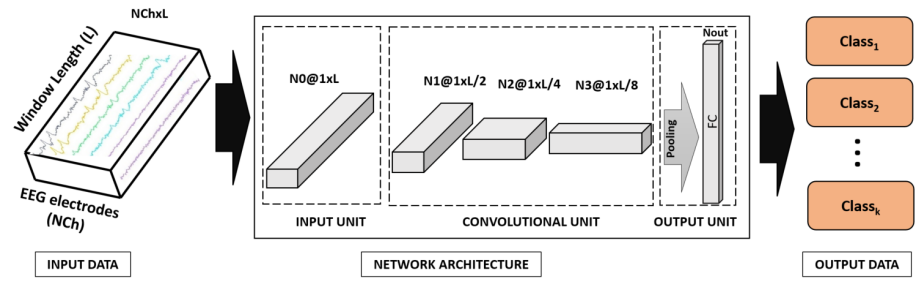 NChxL
Window Length (L)
EEG electrodes
(NCh)
INPUT DATA
N0@1xL
INPUT UNIT
N1@1xL/2
N2@1xL/4
N3@1xL/8
CONVOLUTIONAL UNIT
Nout
Pooling
FC
OUTPUT UNIT
NETWORK ARCHITECTURE
Class1
Class2
Classk
OUTPUT DATA